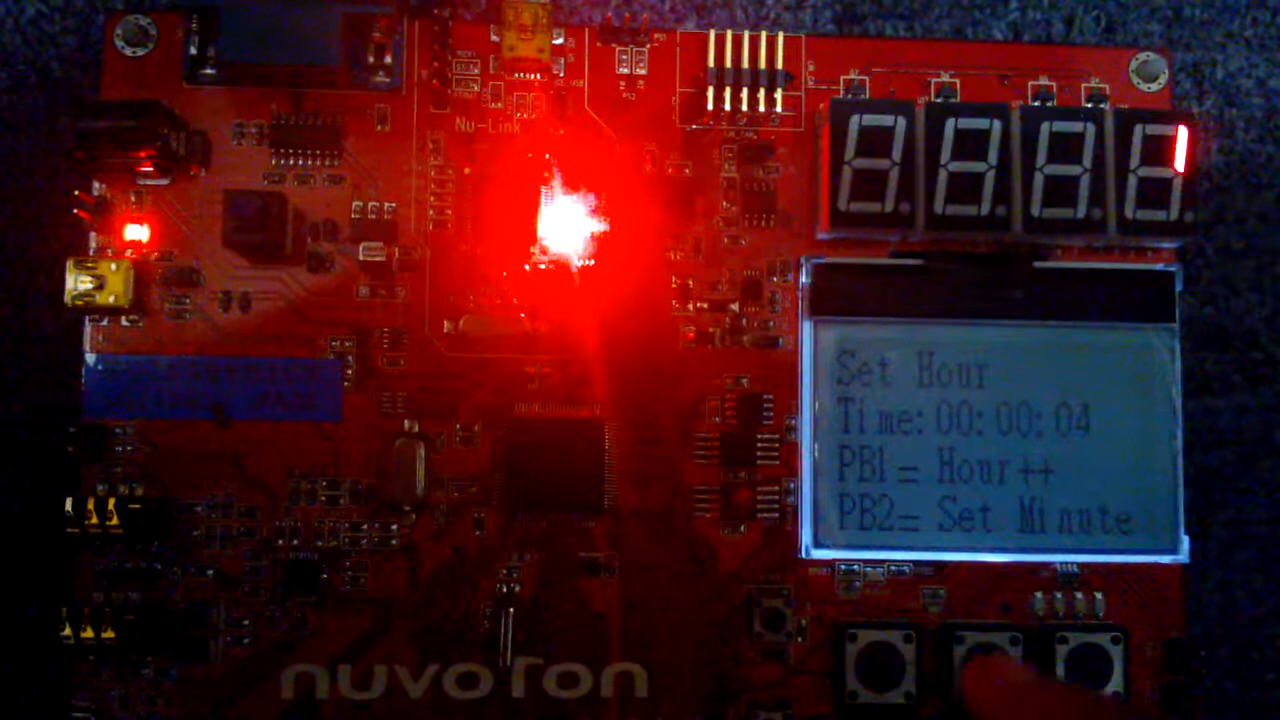 Nu-Link
Set Hour
Time:00:00:04
PB1= Hour++
PB2= Set Minute
nuvoTon